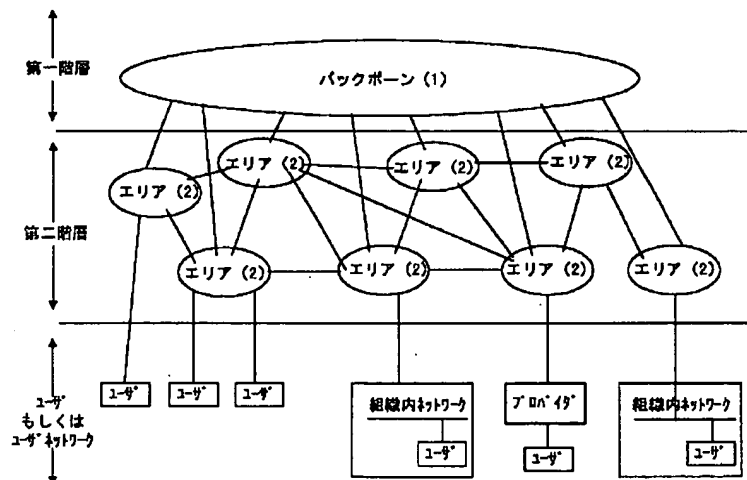 第一階層
バックボーン (1)
エリア (2)
エリア (2)
エリア (2)
エリア (2)
第二階層
エリア (2)
エリア (2)
エリア (2)
エリア (2)
ユーザ
もしくは
ユーザネットワーク
ユーザ
ユーザ
ユーザ
組織内ネットワーク
ユーザ
プロバイダ
ユーザ
組織内ネットワーク
ユーザ